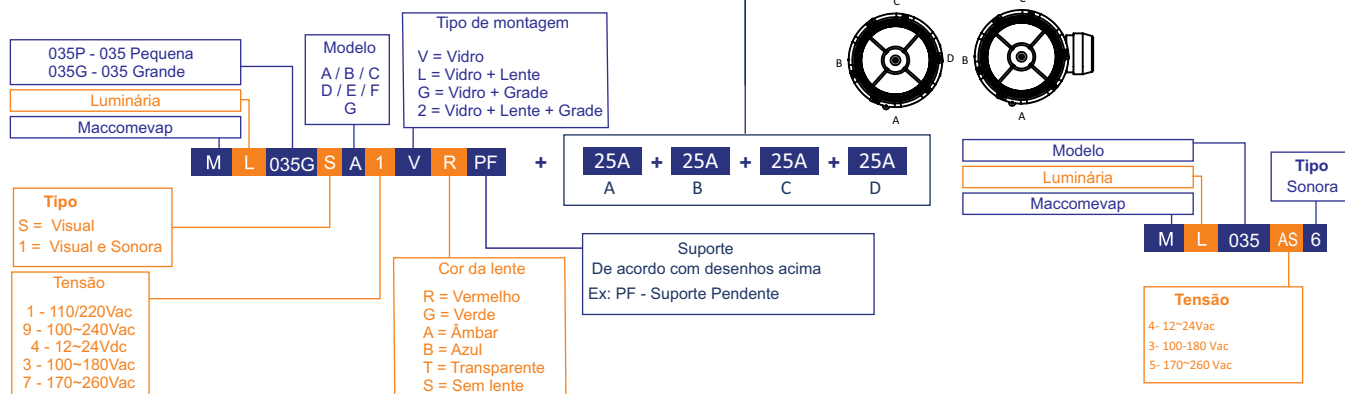 035P - 035 Pequena
035G - 035 Grande
Luminária
Maccomevap
Modelo
A / B / C
D / E / F
G
Tipo de montagem
V = Vidro
L = Vidro + Lente
G = Vidro + Grade
2 = Vidro + Lente + Grade
M L 035G S A 1 V R PF + 25A + 25A + 25A + 25A
A B C D
Tipo
S = Visual
1 = Visual e Sonora
Tensão
1 - 110/220Vac
9 - 100~240Vac
4 - 12~24Vdc
3 - 100~180Vac
7 - 170~260Vac
Cor da lente
R = Vermelho
G = Verde
A = Âmbar
B = Azul
T = Transparente
S = Sem lente
Suporte
De acordo com desenhos acima
Ex: PF - Suporte Pendente
C
B
D
A
C
B
A
Modelo
Luminária
Maccomevap
Tipo
Sonora
M L 035 AS 6
Tensão
4- 12~24Vac
3- 100-180 Vac
5- 170~260 Vac